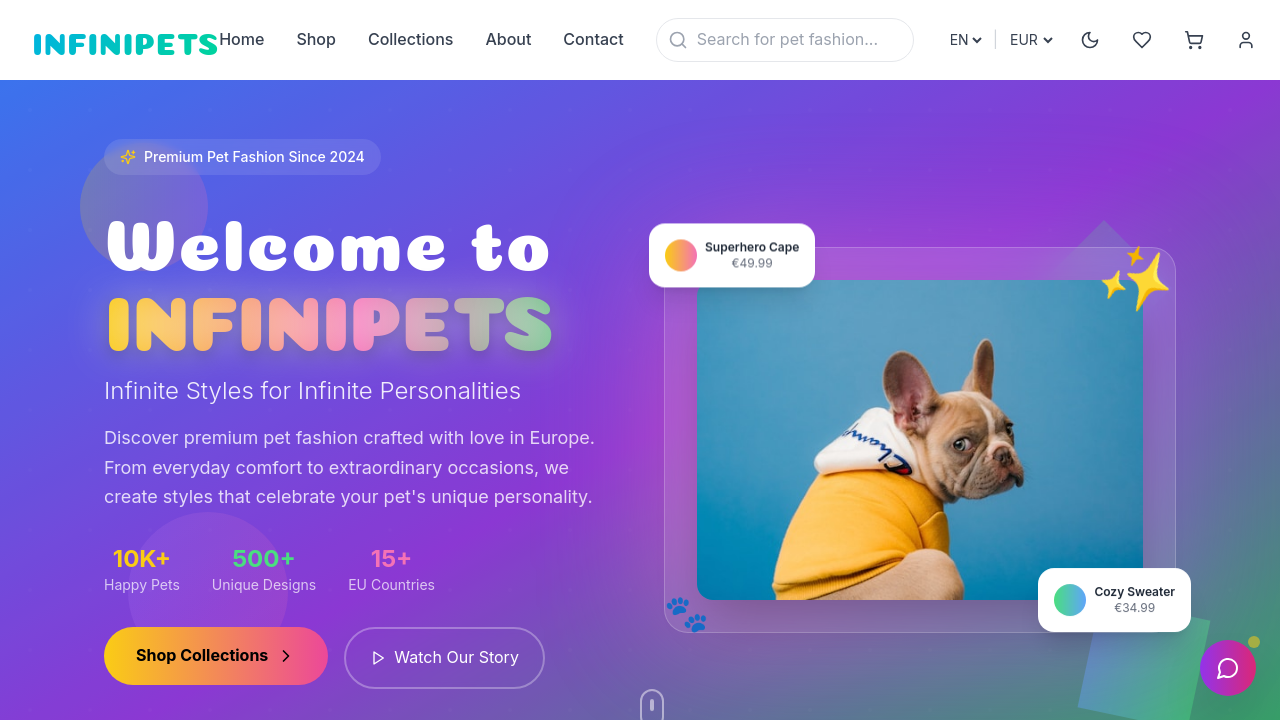 INFINIPETS
Home
Shop
Collections
About
Contact
Search for pet fashion...
EN
EUR
Premium Pet Fashion Since 2024
Welcome to
INFINIPETS
Infinite Styles for Infinite Personalities
Discover premium pet fashion crafted with love in Europe.
From everyday comfort to extraordinary occasions, we
create styles that celebrate your pet's unique personality.
10K+
Happy Pets
500+
Unique Designs
15+
EU Countries
Shop Collections
Watch Our Story
Superhero Cape
€49.99
Champion
Cozy Sweater
€34.99